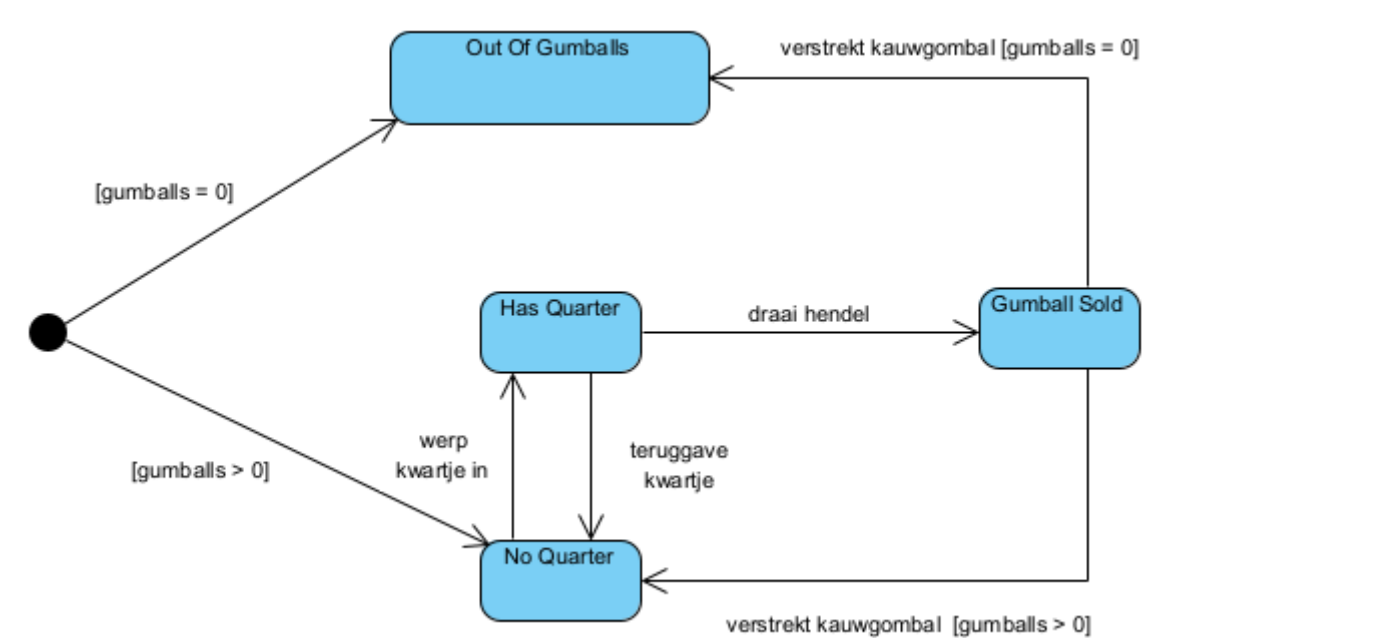 Out Of Gumballs
verstrekt kauwgombal [gumballs = 0]
[gumballs = 0]
Has Quarter
draai hendel
Gumball Sold
werp
kwartje in
teruggave
kwartje
[gumballs > 0]
No Quarter
verstrekt kauwgombal [gumballs > 0]